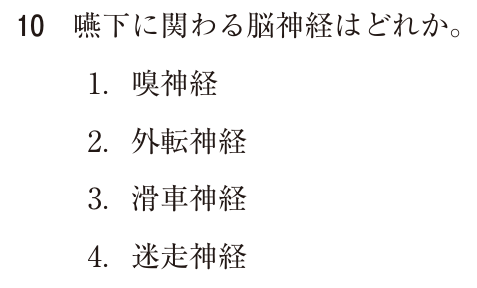 10 嚥下に関わる脳神経はどれか。
1. 嗅神経
2. 外転神経
3. 滑車神経
4. 迷走神経